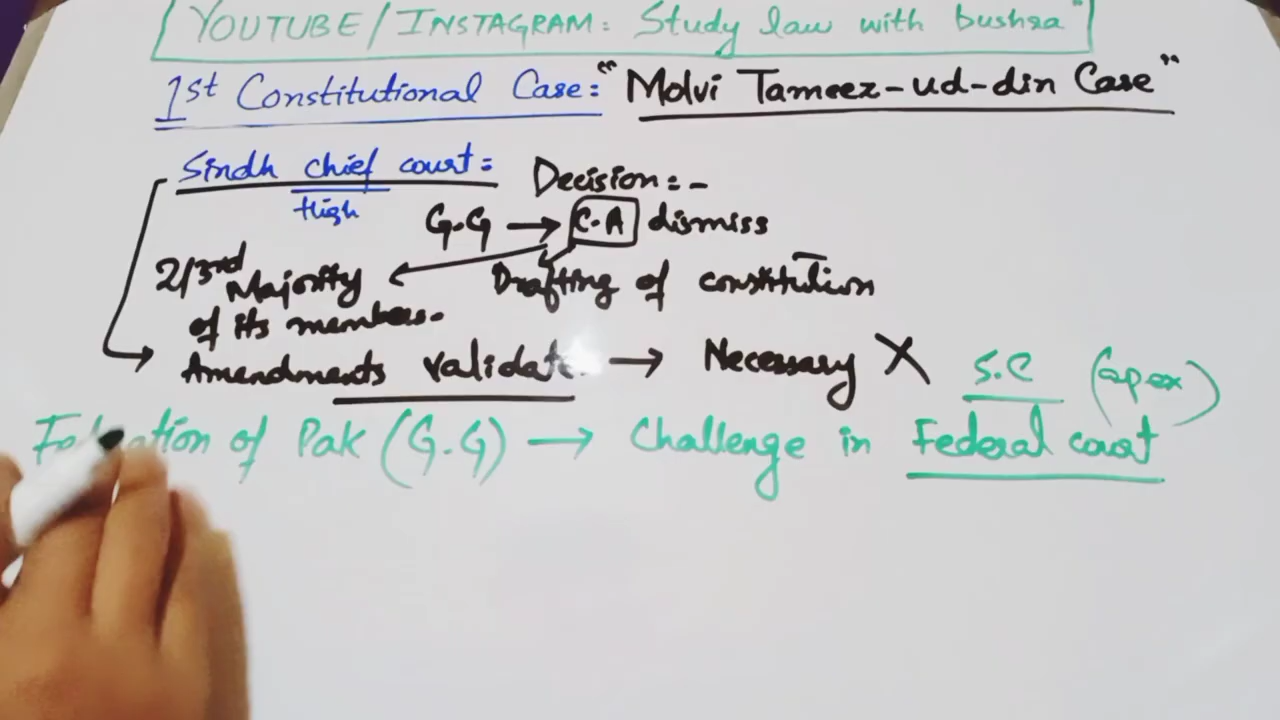 YOUTUBE/INSTAGRAM: Study law with bushra"
1st Constitutional Case:- "Molvi Tameez-ud-din Case"
Sindh chief court:- Decision:-
High
G.G → C.A dismiss
2/3rd Majority Drafting of constitution
of its members.
Amendments validate → Necessary X S.C (apex)
of Pak (G.G) → Challenge in Federal court